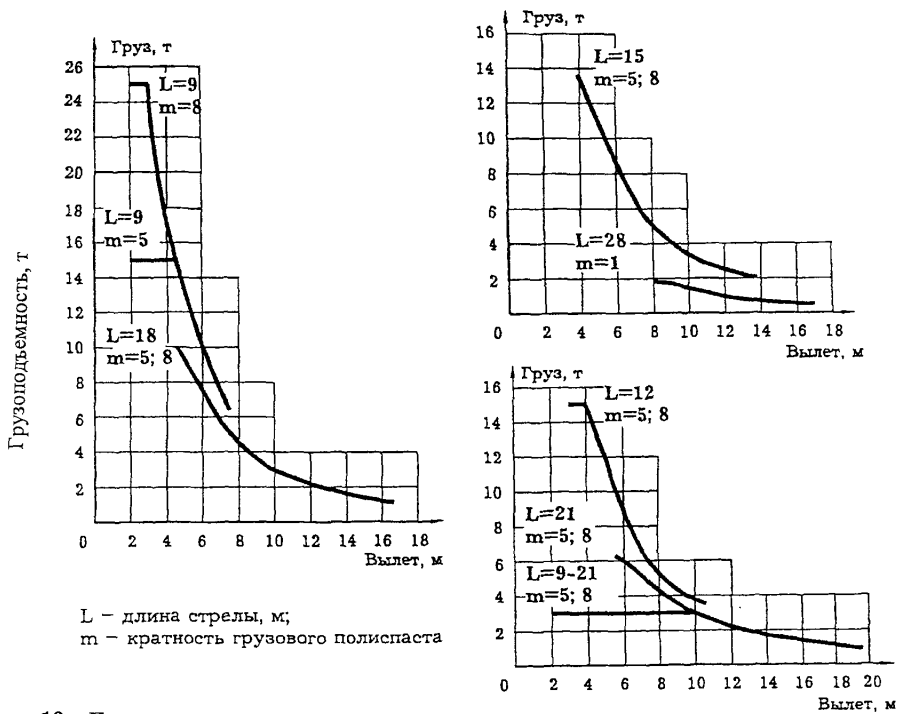 Груз, т
26
24
22
20
18
16
14
12
10
8
6
4
2
L=9
m=8
L=9
m=5
L=18
m=5; 8
0 2 4 6 8 10 12 14 16 18
Вылет, м
Грузоподъемность, т
L – длина стрелы, м;
m – кратность грузового полиспаста
Груз, т
16
14
12
10
8
6
4
2
L=15
m=5; 8
L=28
m=1
0 2 4 6 8 10 12 14 16 18
Вылет, м
Груз, т
16
14
12
10
8
6
4
2
L=12
m=5; 8
L=21
m=5; 8
L=9-21
m=5; 8
0 2 4 6 8 10 12 14 16 18 20
Вылет, м